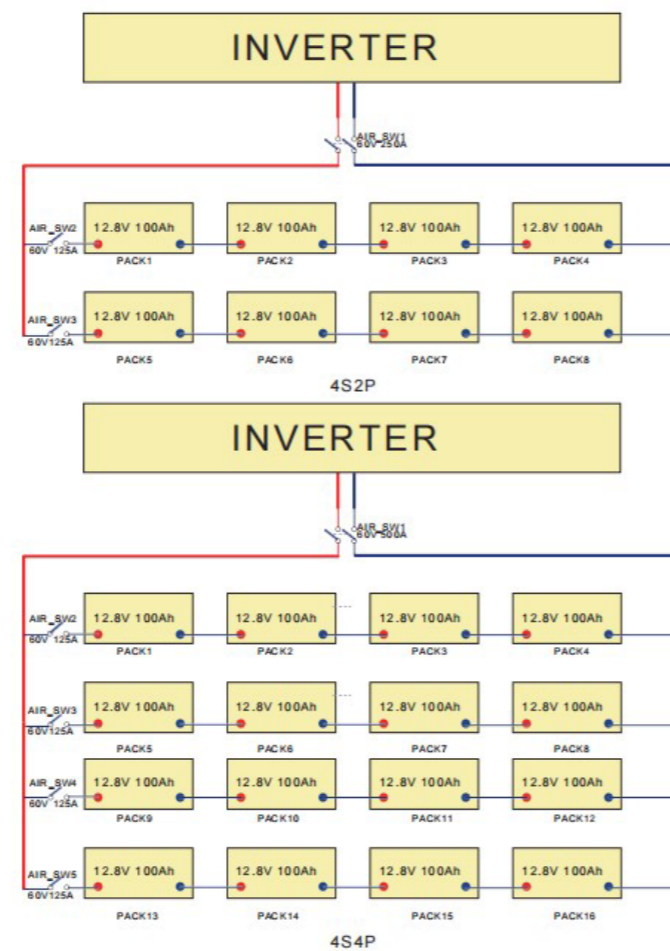 INVERTER
AIR_SW1
60V 250A
AIR_SW2
60V 125A
12.8V 100Ah 12.8V 100Ah 12.8V 100Ah 12.8V 100Ah
PACK1 PACK2 PACK3 PACK4
AIR_SW3
60V125A
12.8V 100Ah 12.8V 100Ah 12.8V 100Ah 12.8V 100Ah
PACK5 PACK6 PACK7 PACK8
4S2P
INVERTER
AIR_SW1
60V 500A
AIR_SW2
60V 125A
12.8V 100Ah 12.8V 100Ah 12.8V 100Ah 12.8V 100Ah
PACK1 PACK2 PACK3 PACK4
AIR_SW3
60V125A
12.8V 100Ah 12.8V 100Ah 12.8V 100Ah 12.8V 100Ah
PACK5 PACK6 PACK7 PACK8
AIR_SW4
60V 125A
12.8V 100Ah 12.8V 100Ah 12.8V 100Ah 12.8V 100Ah
PACK9 PACK10 PACK11 PACK12
AIR_SW5
60V125A
12.8V 100Ah 12.8V 100Ah 12.8V 100Ah 12.8V 100Ah
PACK13 PACK14 PACK15 PACK16
4S4P